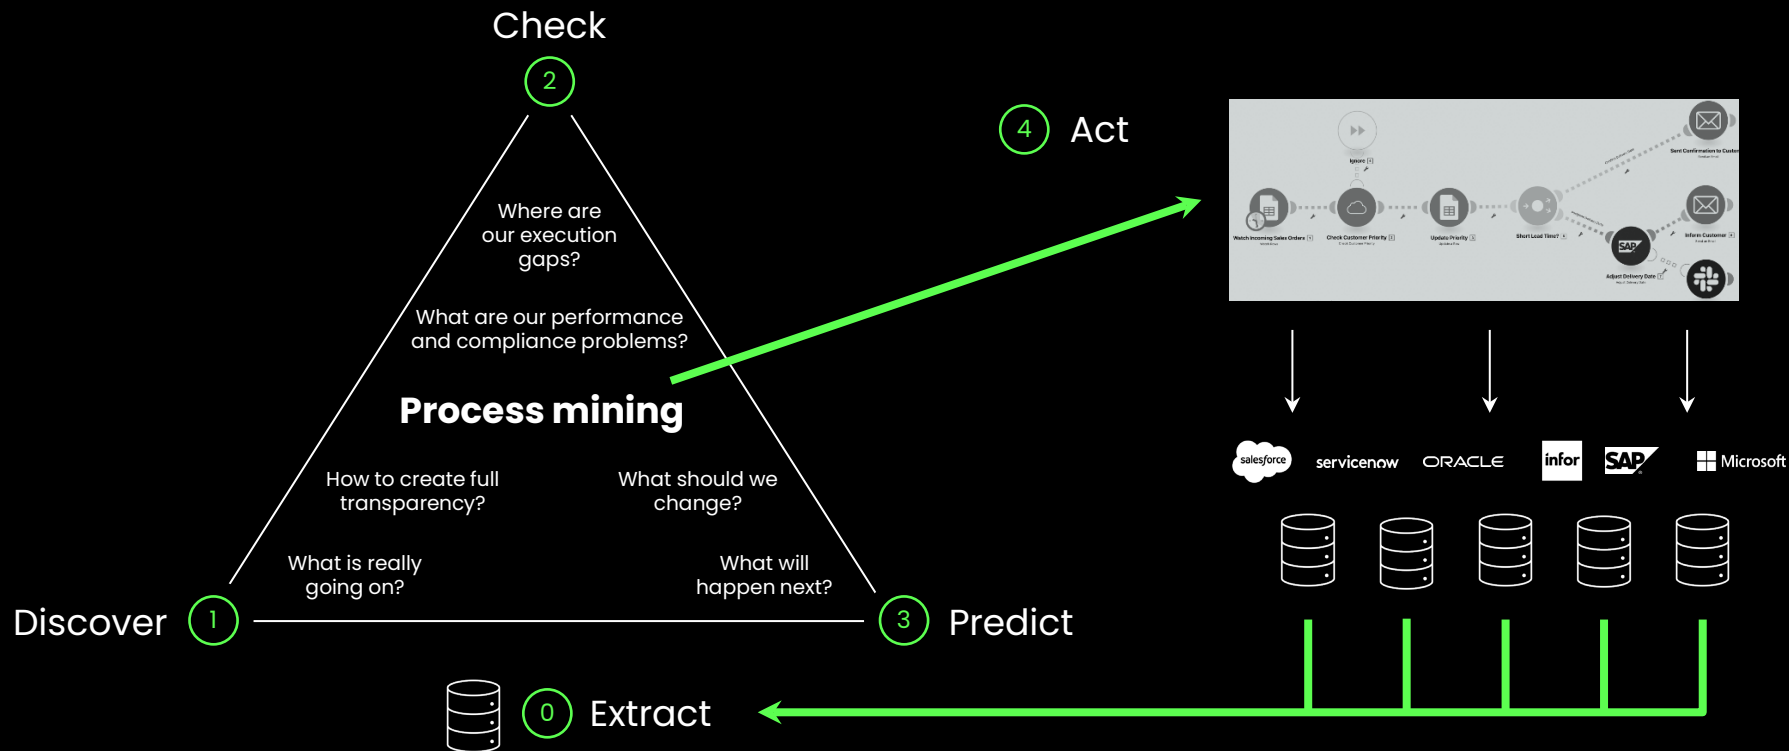 Check
2
4
Act
Where are
our execution
gaps?
What are our performance
and compliance problems?
Process mining
How to create full
transparency?
What should we
change?
What is really
going on?
What will
happen next?
Discover
1
3
Predict
0
Extract
Ignore
Sent Confirmation to Custom
Watch Incoming Sales Orders
Check Customer Priority
Update Priority
Short Lead Time?
SAP
Inform Customer
Adjust Delivery Date
salesforce
servicenow
ORACLE
infor
SAP
Microsoft